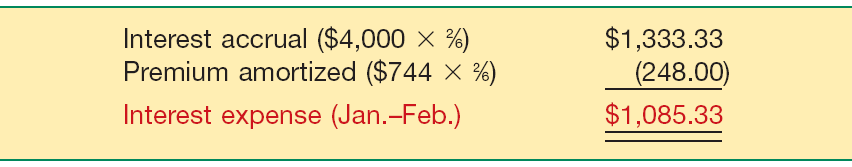 Interest accrual ($4,000 × 2/6) $1,333.33
Premium amortized ($744 × 2/6) (248.00)
Interest expense (Jan.–Feb.) $1,085.33